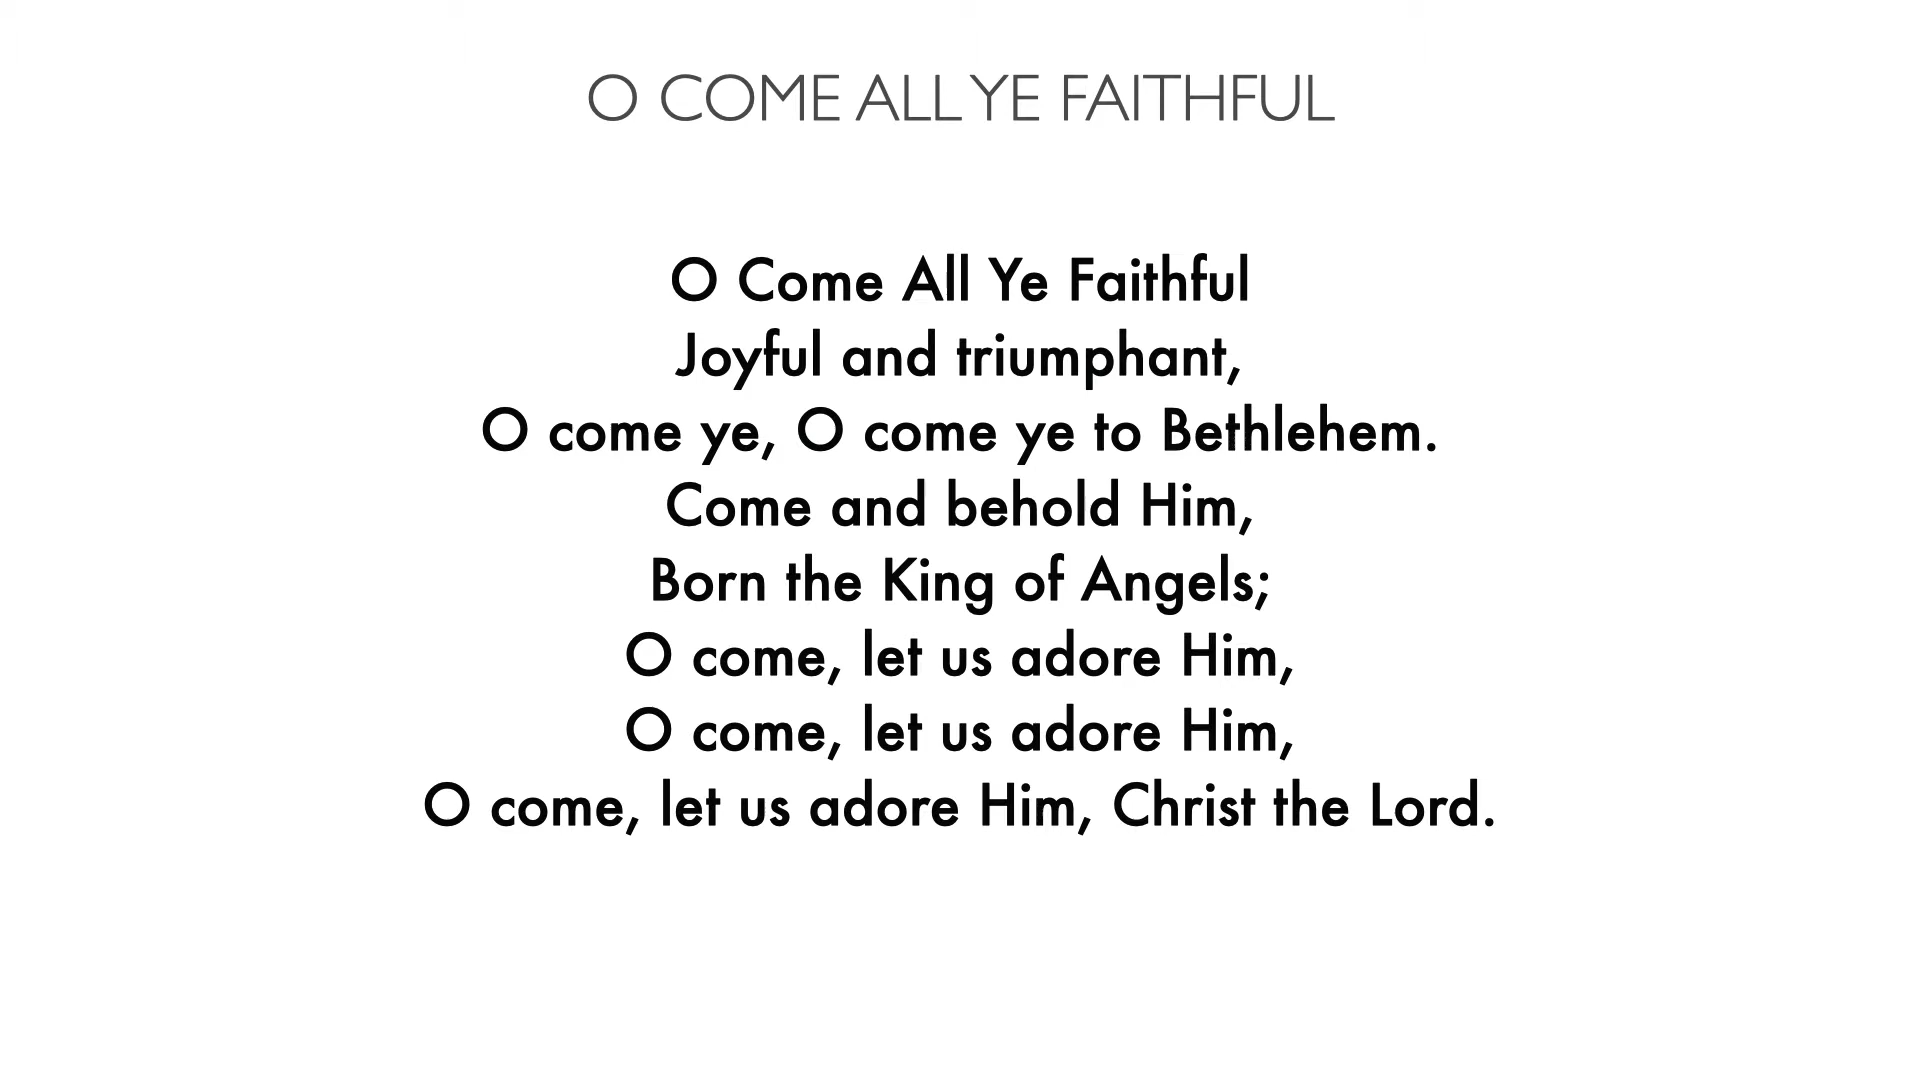 O COME ALL YE FAITHFUL
O Come All Ye Faithful
Joyful and triumphant,
O come ye, O come ye to Bethlehem.
Come and behold Him,
Born the King of Angels;
O come, let us adore Him,
O come, let us adore Him,
O come, let us adore Him, Christ the Lord.